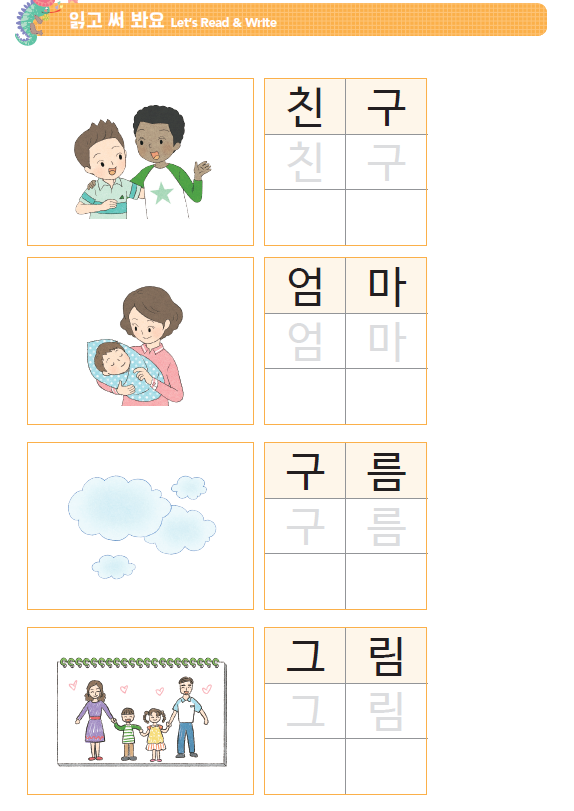 읽고 써 봐요 Let's Read & Write
친 구
친 구
엄 마
엄 마
구 름
구 름
그 림
그 림